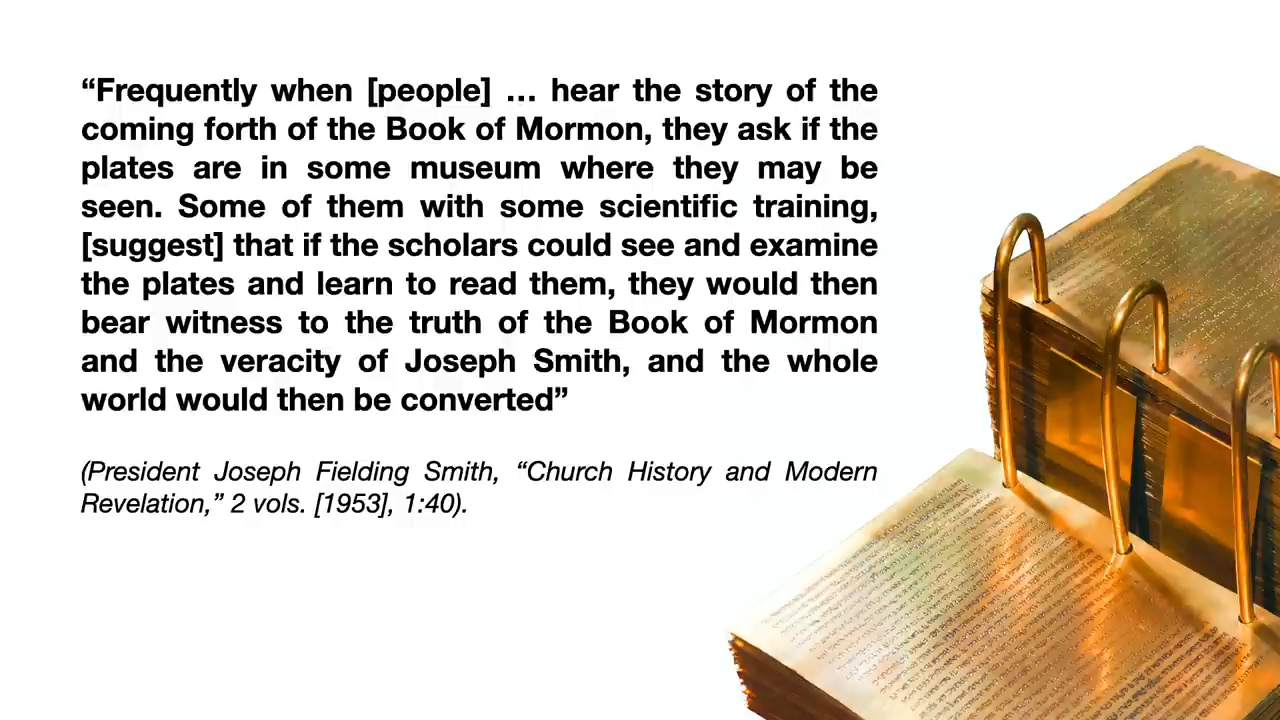 “Frequently when [people] … hear the story of the
coming forth of the Book of Mormon, they ask if the
plates are in some museum where they may be
seen. Some of them with some scientific training,
[suggest] that if the scholars could see and examine
the plates and learn to read them, they would then
bear witness to the truth of the Book of Mormon
and the veracity of Joseph Smith, and the whole
world would then be converted”
(President Joseph Fielding Smith, “Church History and Modern
Revelation,” 2 vols. [1953], 1:40).